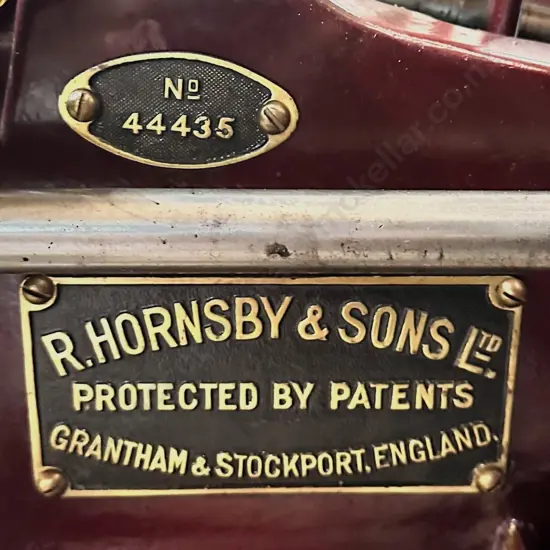 Nº
44435
R. HORNSBY & SONS LTD.
PROTECTED BY PATENTS
GRANTHAM & STOCKPORT, ENGLAND.